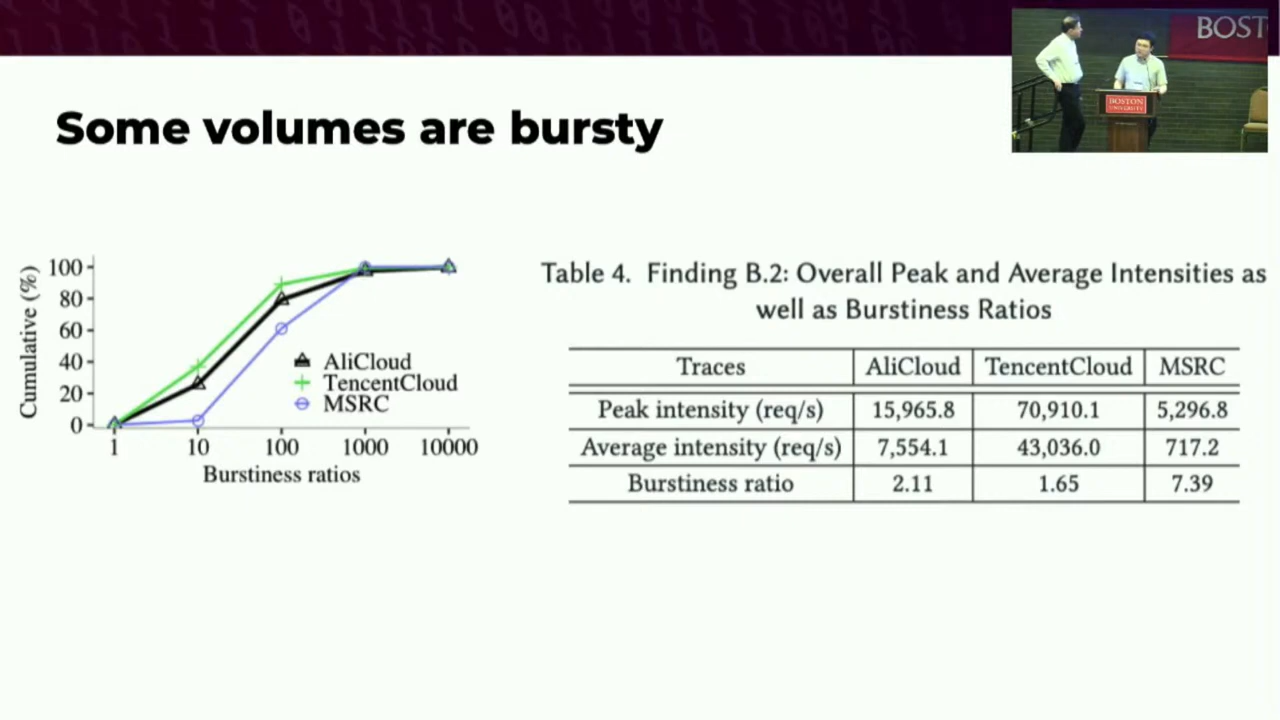 BOST
BOSTON
UNIVERSITY
Some volumes are bursty
100
80
60
40
20
0
Cumulative (%)
1 10 100 1000 10000
Burstiness ratios
AliCloud
TencentCloud
MSRC
Table 4. Finding B.2: Overall Peak and Average Intensities as
well as Burstiness Ratios
Traces AliCloud TencentCloud MSRC
Peak intensity (req/s) 15,965.8 70,910.1 5,296.8
Average intensity (req/s) 7,554.1 43,036.0 717.2
Burstiness ratio 2.11 1.65 7.39